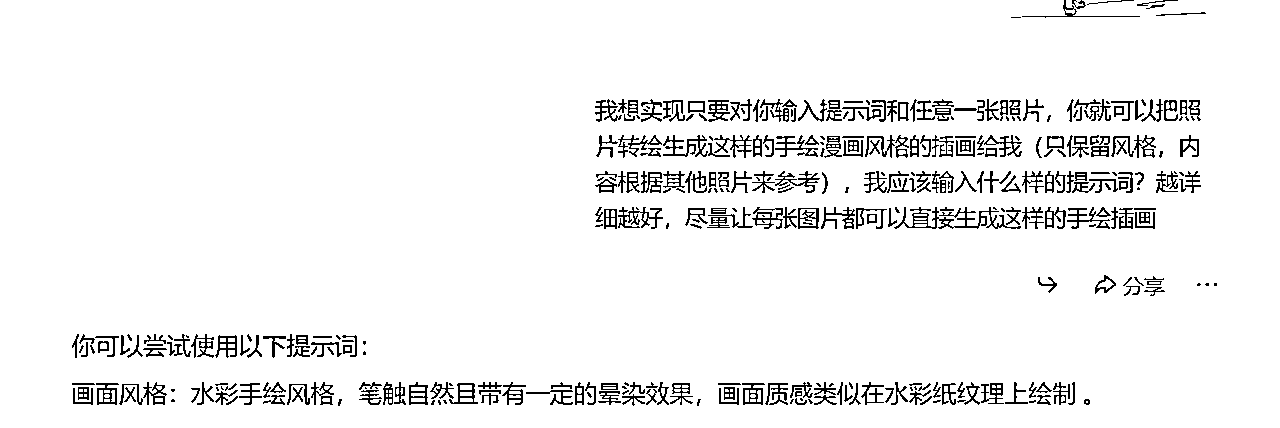 我想实现只要对你输入提示词和任意一张照片，你就可以把照
片转绘生成这样的手绘漫画风格的插画给我（只保留风格，内
容根据其他照片来参考），我应该输入什么样的提示词？越详
细越好，尽量让每张图片都可以直接生成这样的手绘插画
分享
你可以尝试使用以下提示词：
画面风格：水彩手绘风格，笔触自然且带有一定的晕染效果，画面质感类似在水彩纸纹理上绘制 。